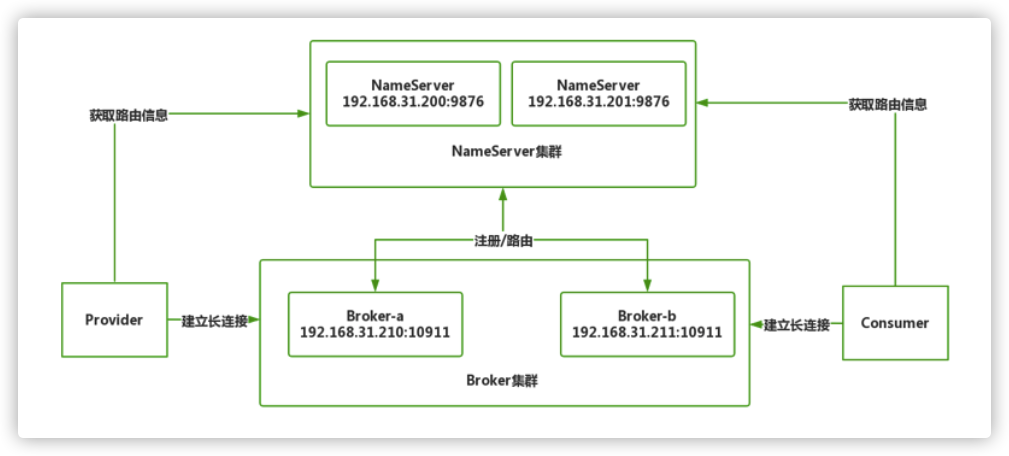 NameServer
192.168.31.200:9876
NameServer
192.168.31.201:9876
NameServer集群
获取路由信息
获取路由信息
注册/路由
Provider
建立长连接
Broker-a
192.168.31.210:10911
Broker-b
192.168.31.211:10911
建立长连接
Consumer
Broker集群